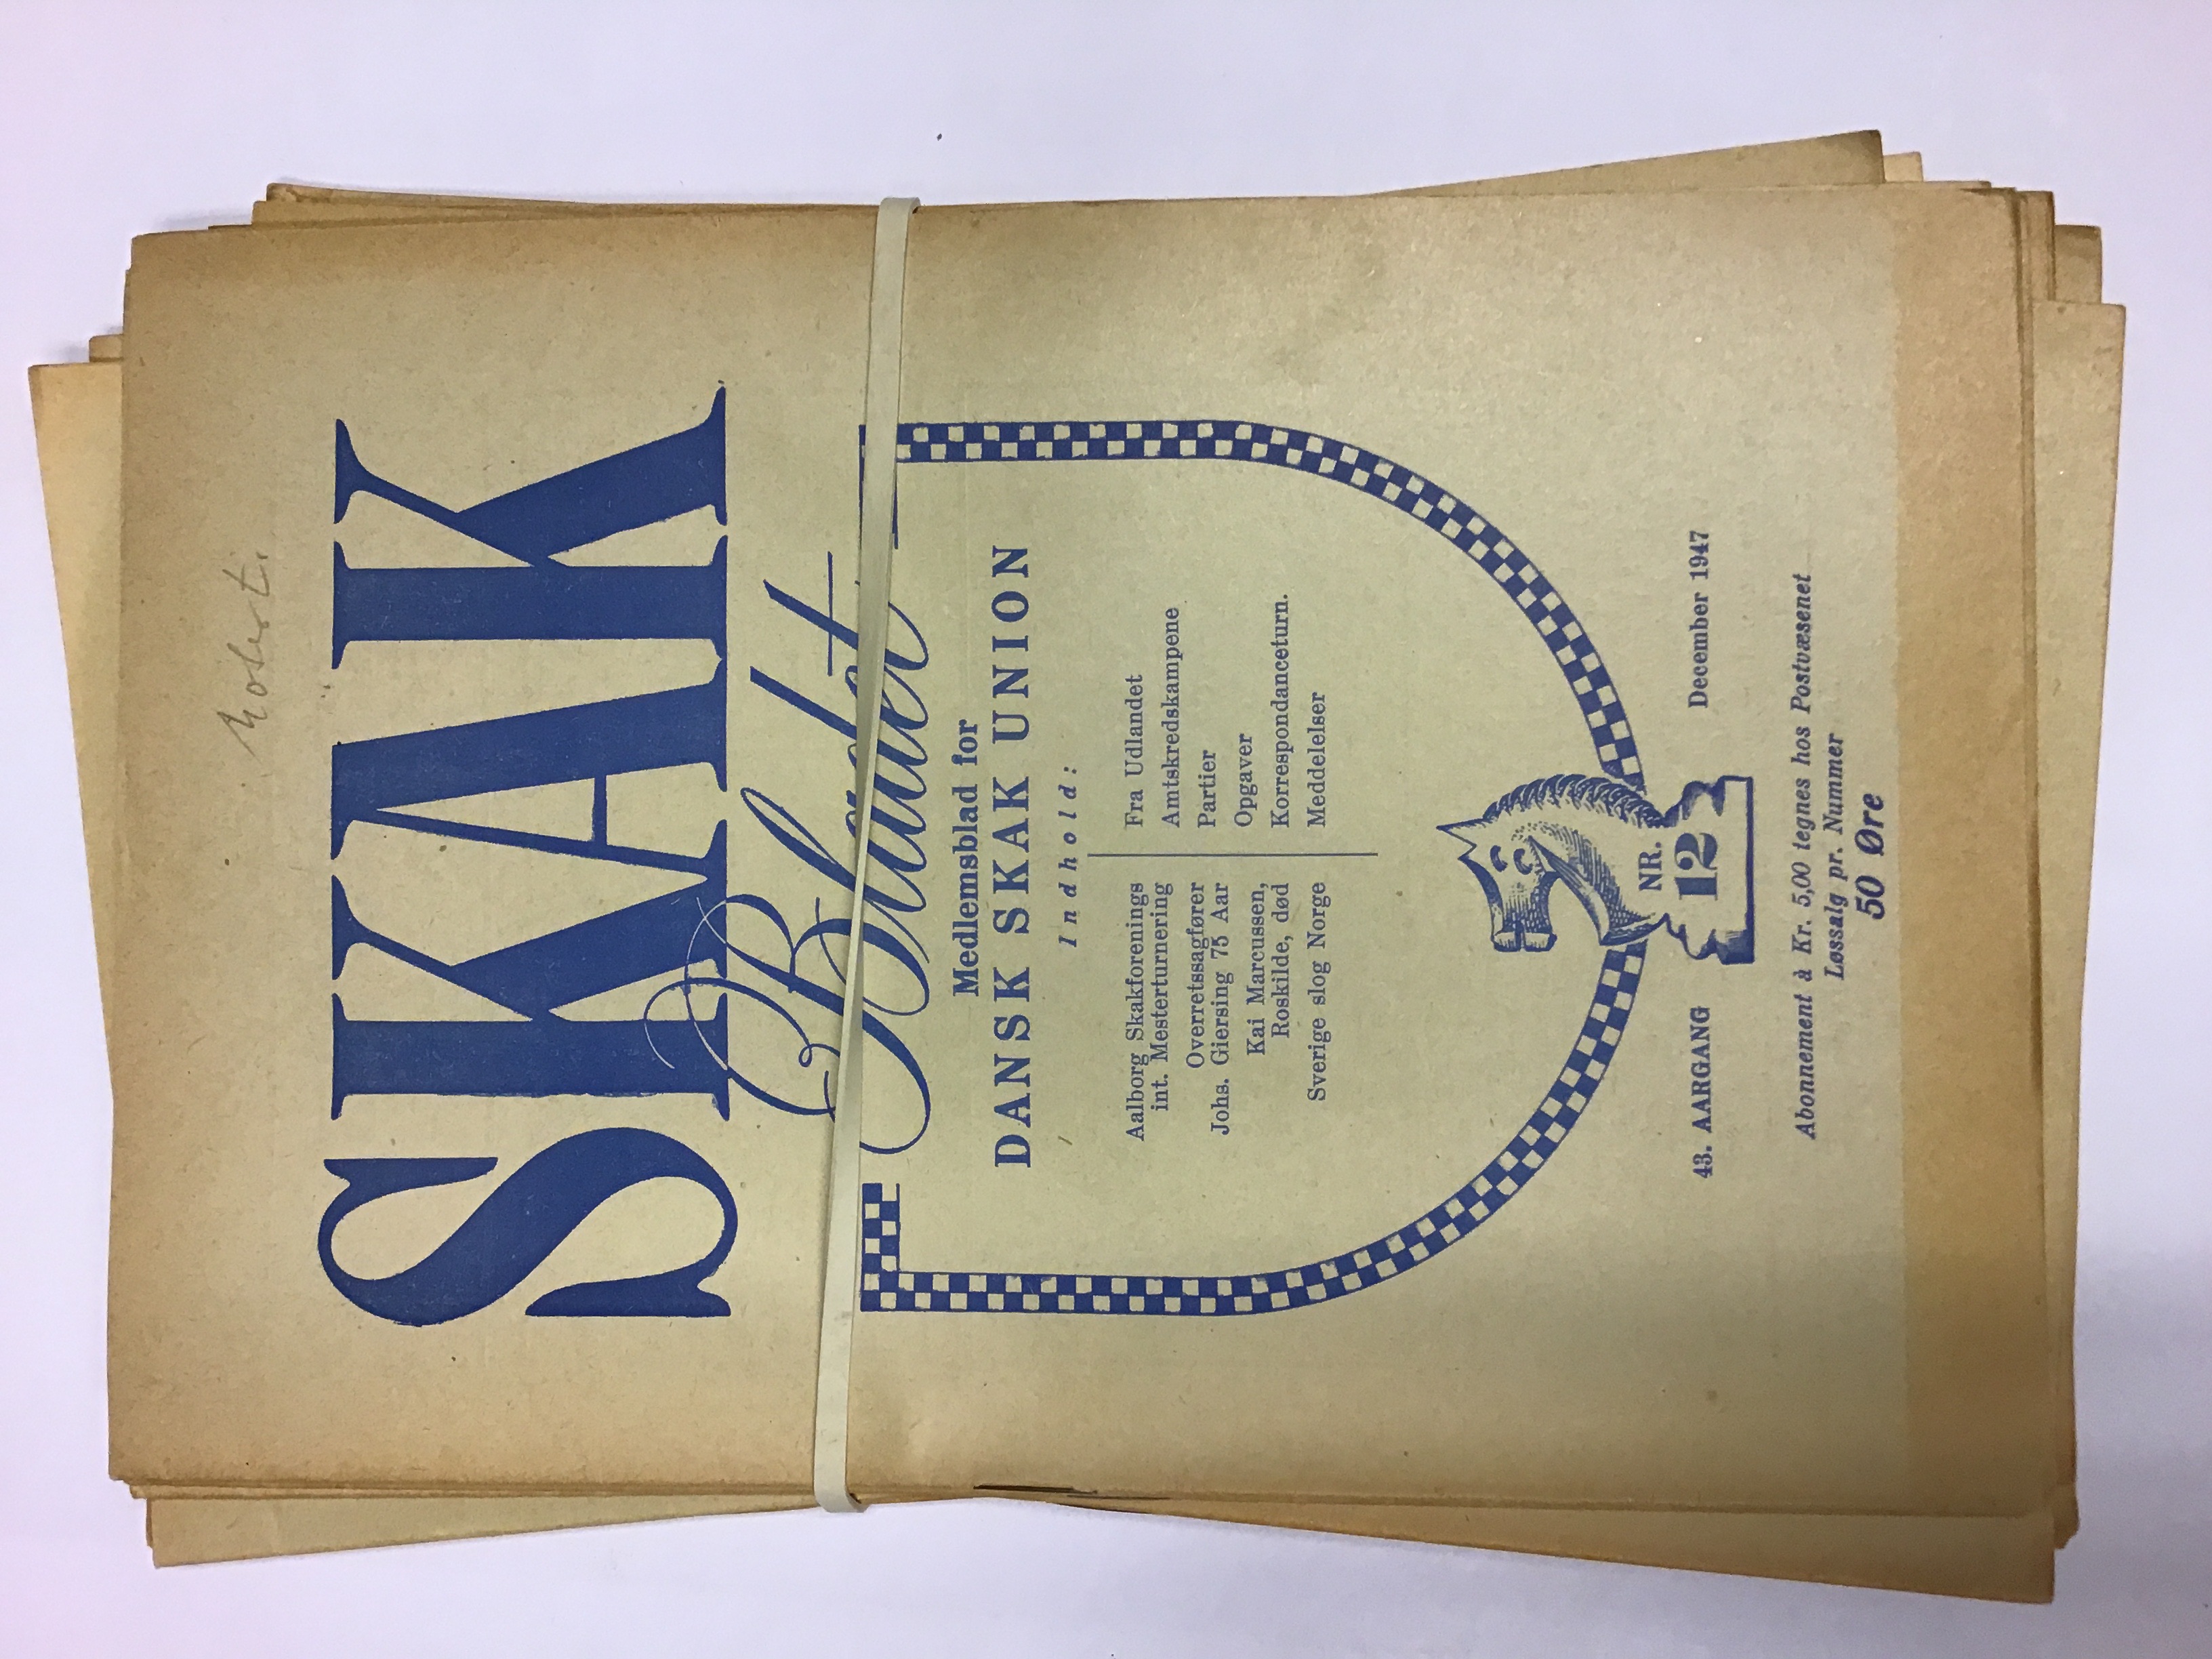 SKAK
Bladet
Medlemsblad for
DANSK SKAK UNION
Indhold:
Aalborg Skakforenings
int. Mesterturnering
Overretssagfører
Johs. Giersing 75 Aar
Kai Marcussen,
Roskilde, død
Sverige slog Norge
Fra Udlandet
Amtskredskampene
Partier
Opgaver
Korrespondanceturn.
Meddelelser
NR.
12
43. AARGANG
December 1947
Abonnement à Kr. 5,00 tegnes hos Postvæsenet
Løssalg pr. Nummer
50 Øre